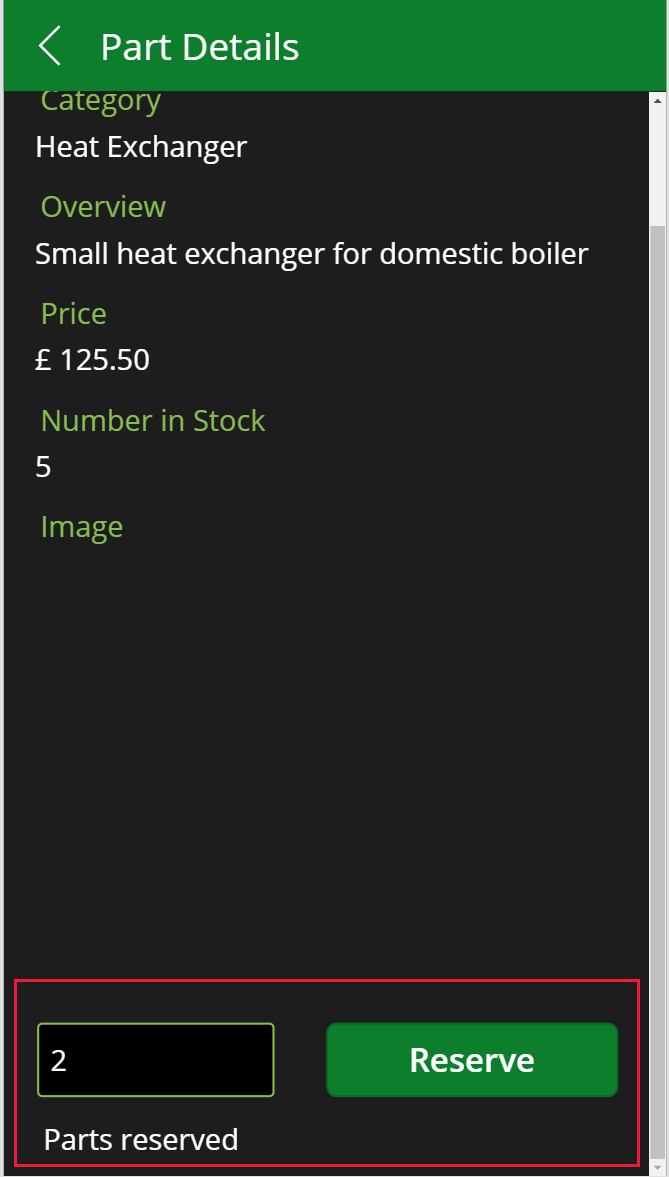 Part Details
Category
Heat Exchanger
Overview
Small heat exchanger for domestic boiler
Price
£ 125.50
Number in Stock
5
Image
2
Reserve
Parts reserved